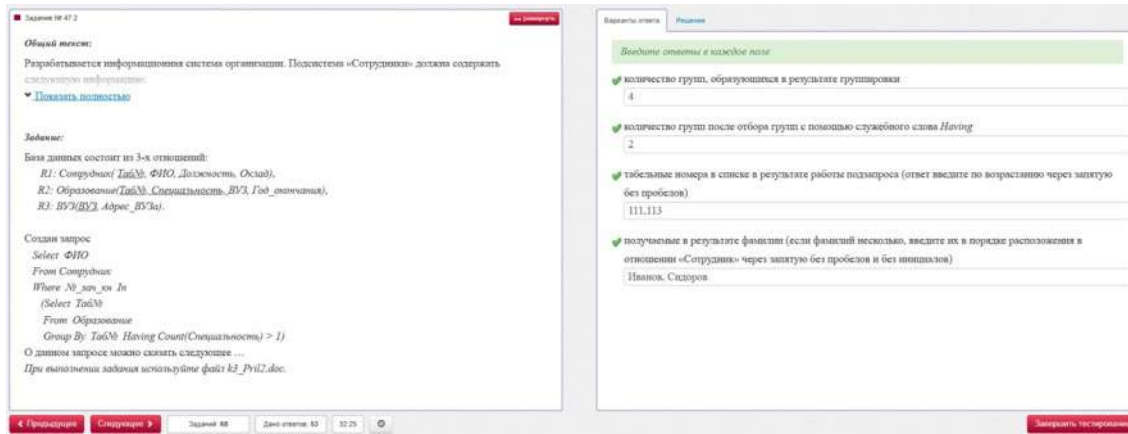 Задание № 47.2
Общий текст:
Разрабатывается информационная система организации. Подсистема «Сотрудники» должна содержать
следующую информацию:
Показать полностью
Задание:
База данных состоит из 3-х отношений:
R1: Сотрудник( Таб№, ФИО, Должность, Оклад),
R2: Образование(Таб№, Специальность, ВУЗ, Год_окончания),
R3: ВУЗ(ВУЗ, Адрес_ВУЗа).
Создан запрос
Select ФИО
From Сотрудник
Where №_зач_кн In
(Select Таб№
From Образование
Group By Таб№ Having Count(Специальность) > 1)
О данном запросе можно сказать следующее …
При выполнении задания используйте файл k3_Pril2.doc.
Предыдущее
Следующее
Заданий 68
Дано ответов 53
32:25
Варианты ответа
Решение
Введите ответы в каждое поле
количество групп, образующихся в результате группировки
4
количество групп после отбора групп с помощью служебного слова Having
2
табельные номера в списке в результате работы подзапроса (ответ введите по возрастанию через запятую
без пробелов)
111,113
получаемые в результате фамилии (если фамилий несколько, введите их в порядке расположения в
отношении «Сотрудник» через запятую без пробелов и без инициалов)
Иванов, Сидоров
Завершить тестирование